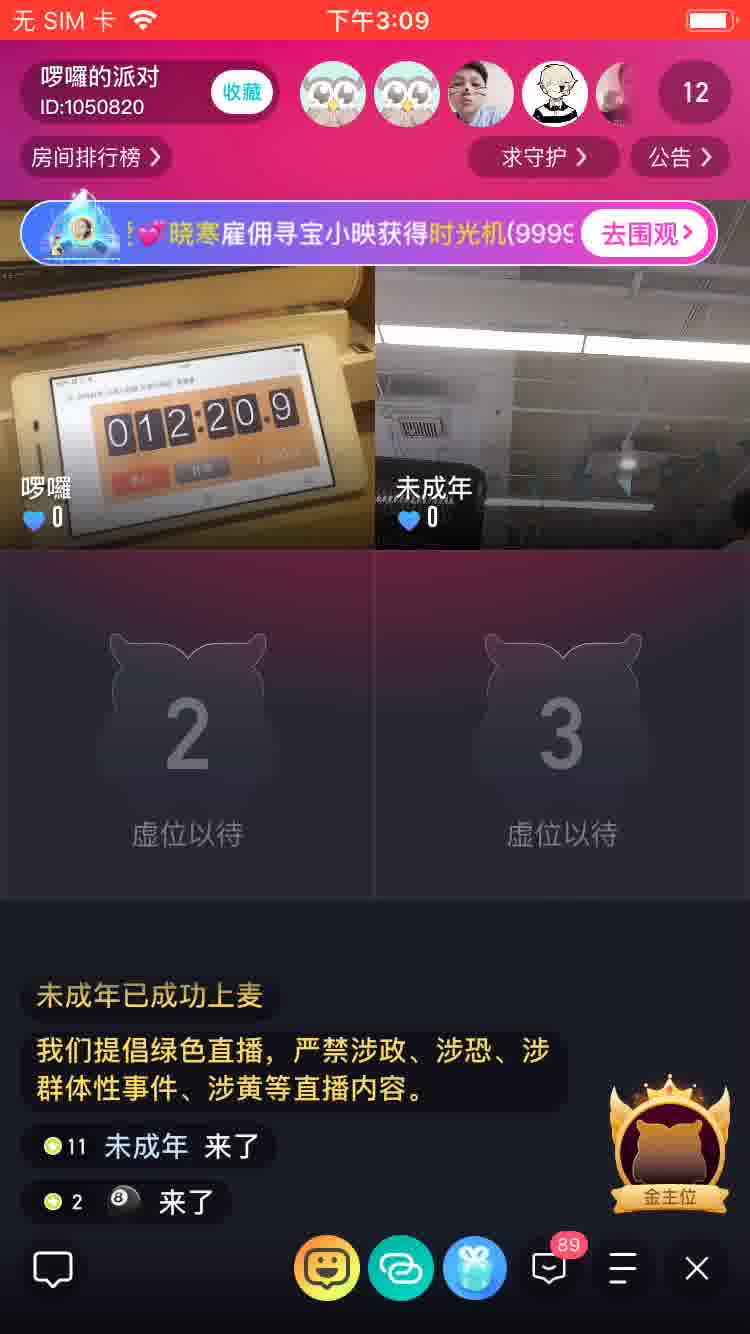 无 SIM 卡
下午3:09
啰囉的派对
ID:1050820
收藏
12
房间排行榜
求守护
公告
晓寒雇佣寻宝小映获得时光机(9999
去围观
012:20.9
啰囉
0
未成年
0
2
虚位以待
3
虚位以待
未成年已成功上麦
我们提倡绿色直播，严禁涉政、涉恐、涉
群体性事件、涉黄等直播内容。
11 未成年 来了
2 8 来了
金主位
89